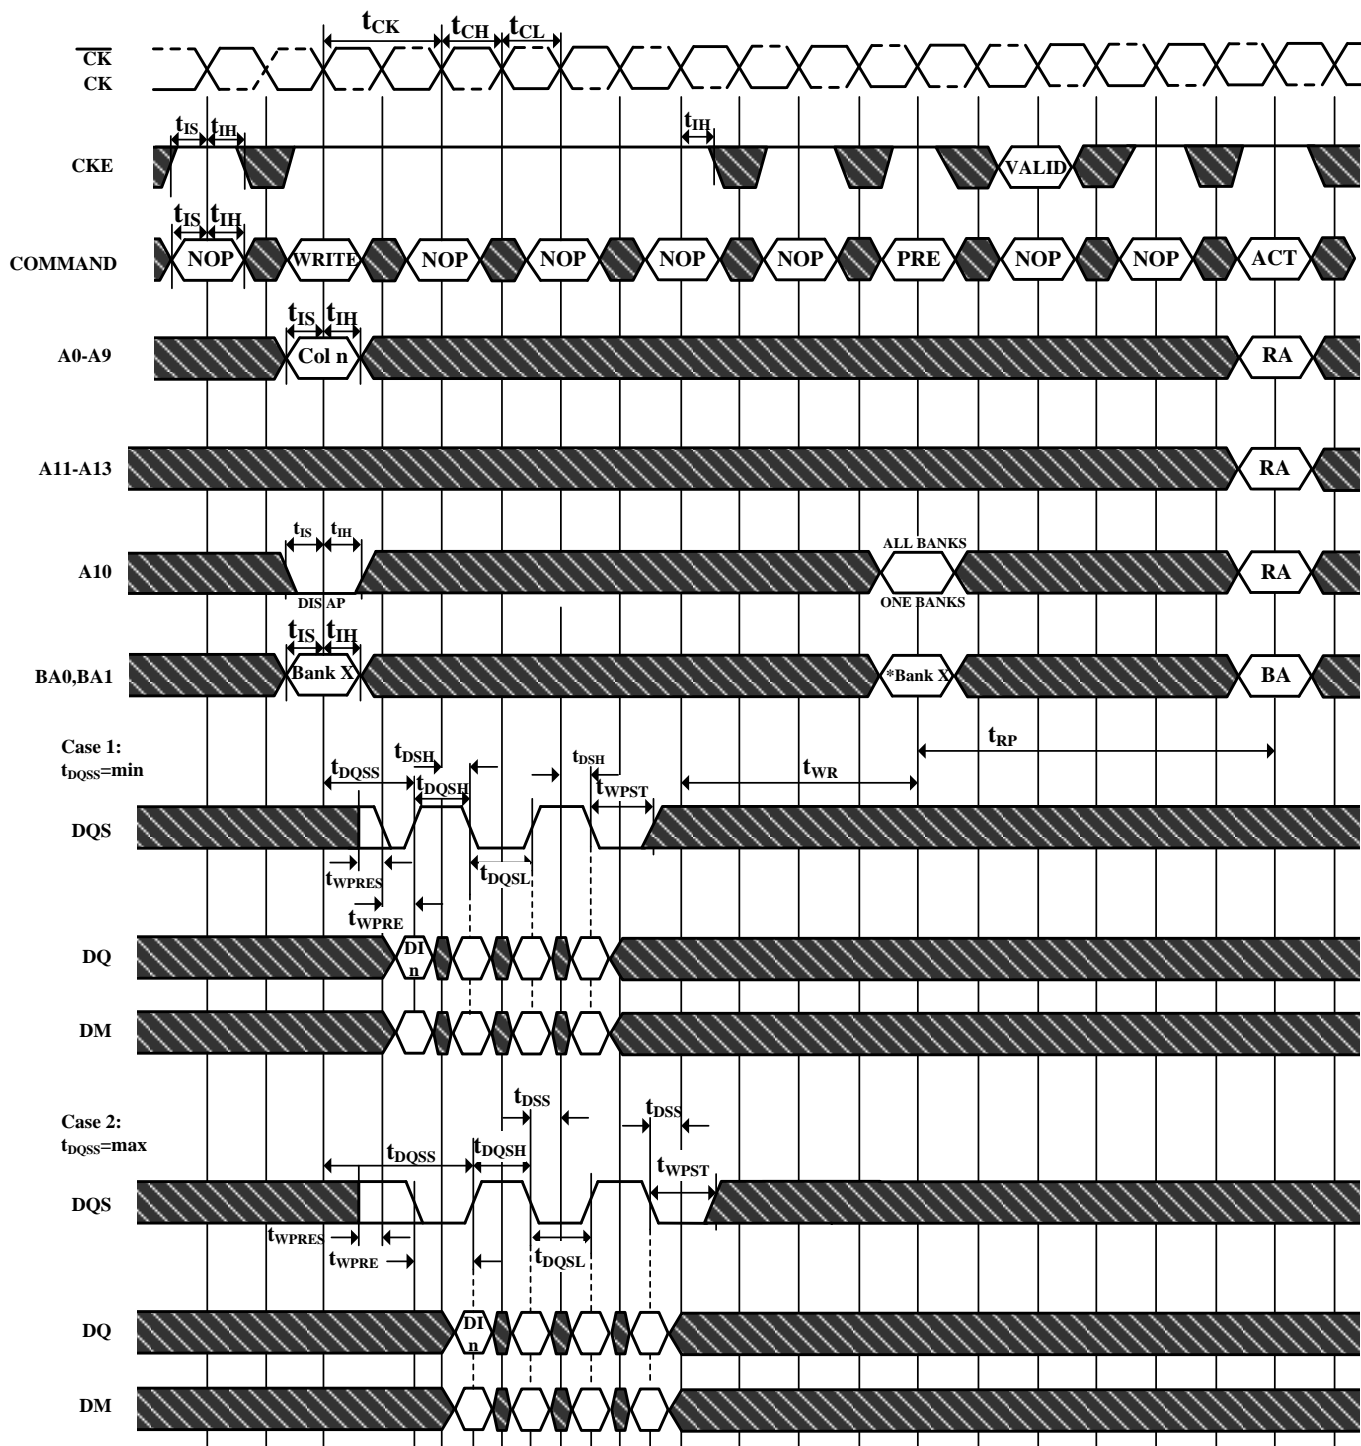 tCK tCH tCL
CK
CK
tIS tIH tIH
CKE VALID
tIS tIH
COMMAND NOP WRITE NOP NOP NOP NOP PRE NOP NOP ACT
tIS tIH
A0-A9 Col n RA
A11-A13 RA
tIS tIH ALL BANKS
A10 RA
DIS AP ONE BANKS
tIS tIH
BA0,BA1 Bank X *Bank X BA
Case 1:
tDQSS=min
tDSH tDSH tRP
tDQSS tDQSH tWPST tWR
DQS
tWPRES tDQSL
tWPRE
DQ DI
n
DM
Case 2:
tDQSS=max
tDSS tDSS
tDQSS tDQSH tWPST
DQS
tWPRES tWPRE tDQSL
DQ DI
n
DM